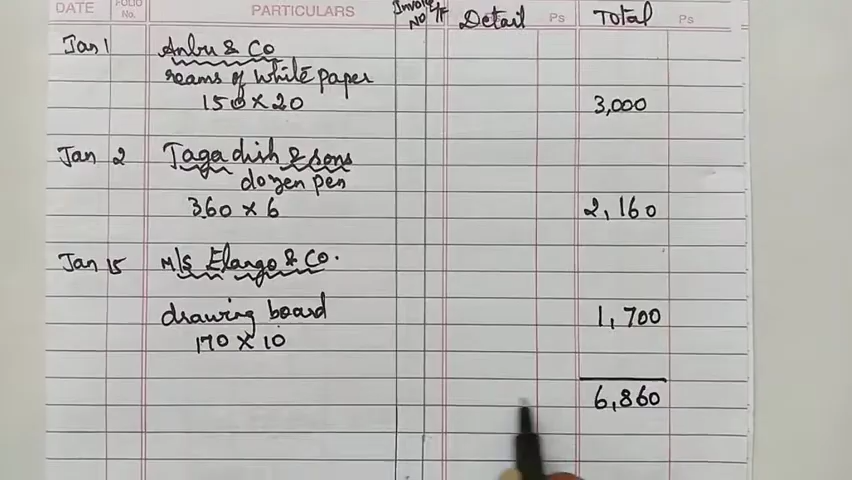 DATE FOLIO No. PARTICULARS Invoice No LF Detail Ps Total Ps
Jan 1 Anbu & Co
reams of white paper
150 x 20 3,000
Jan 2 Jagadish & sons
dozen pen
360 x 6 2,160
Jan 15 M/S Elango & Co.
drawing board 1,700
170 x 10
6,860